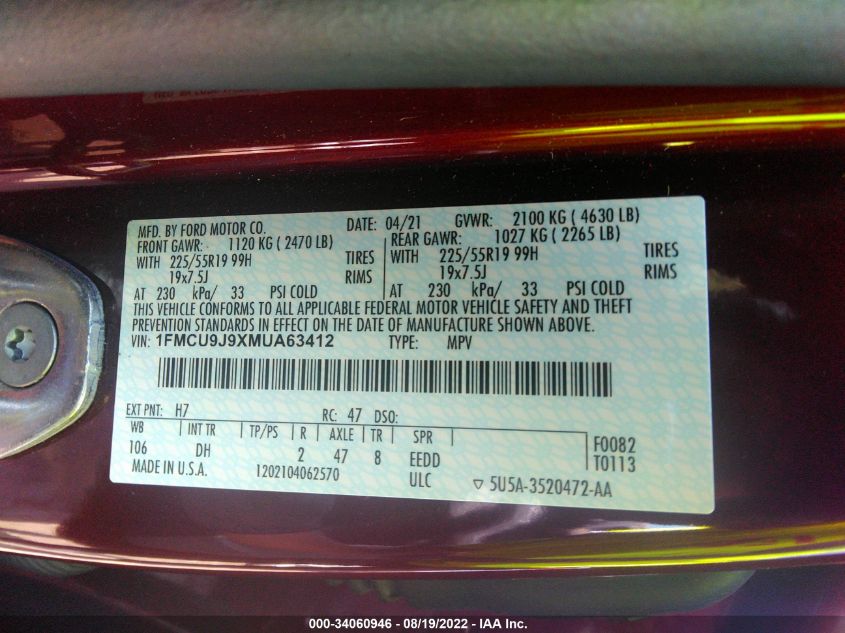 MFD. BY FORD MOTOR CO. DATE: 04/21 GVWR: 2100 KG ( 4630 LB)
FRONT GAWR: 1120 KG ( 2470 LB) REAR GAWR: 1027 KG ( 2265 LB)
WITH 225/55R19 99H WITH 225/55R19 99H TIRES
19x7.5J 19x7.5J RIMS
AT 230 kPa/ 33 PSI COLD AT 230 kPa/ 33 PSI COLD
THIS VEHICLE CONFORMS TO ALL APPLICABLE FEDERAL MOTOR VEHICLE SAFETY AND THEFT
PREVENTION STANDARDS IN EFFECT ON THE DATE OF MANUFACTURE SHOWN ABOVE.
VIN: 1FMCU9J9XMUA63412 TYPE: MPV
EXT PNT: H7 RC: 47 DSO:
WB INT TR TP/PS R AXLE TR SPR F0082
106 DH 2 47 8 EEDD T0113
MADE IN U.S.A. 1202104062570 ULC ▽ 5U5A-3520472-AA
000-34060946 - 08/19/2022 - IAA Inc.